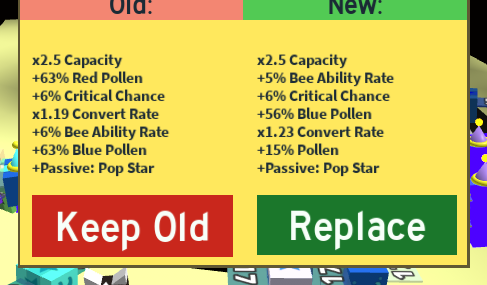 Old:
x2.5 Capacity
+63% Red Pollen
+6% Critical Chance
x1.19 Convert Rate
+6% Bee Ability Rate
+63% Blue Pollen
+Passive: Pop Star
Keep Old
New:
x2.5 Capacity
+5% Bee Ability Rate
+6% Critical Chance
+56% Blue Pollen
x1.23 Convert Rate
+15% Pollen
+Passive: Pop Star
Replace